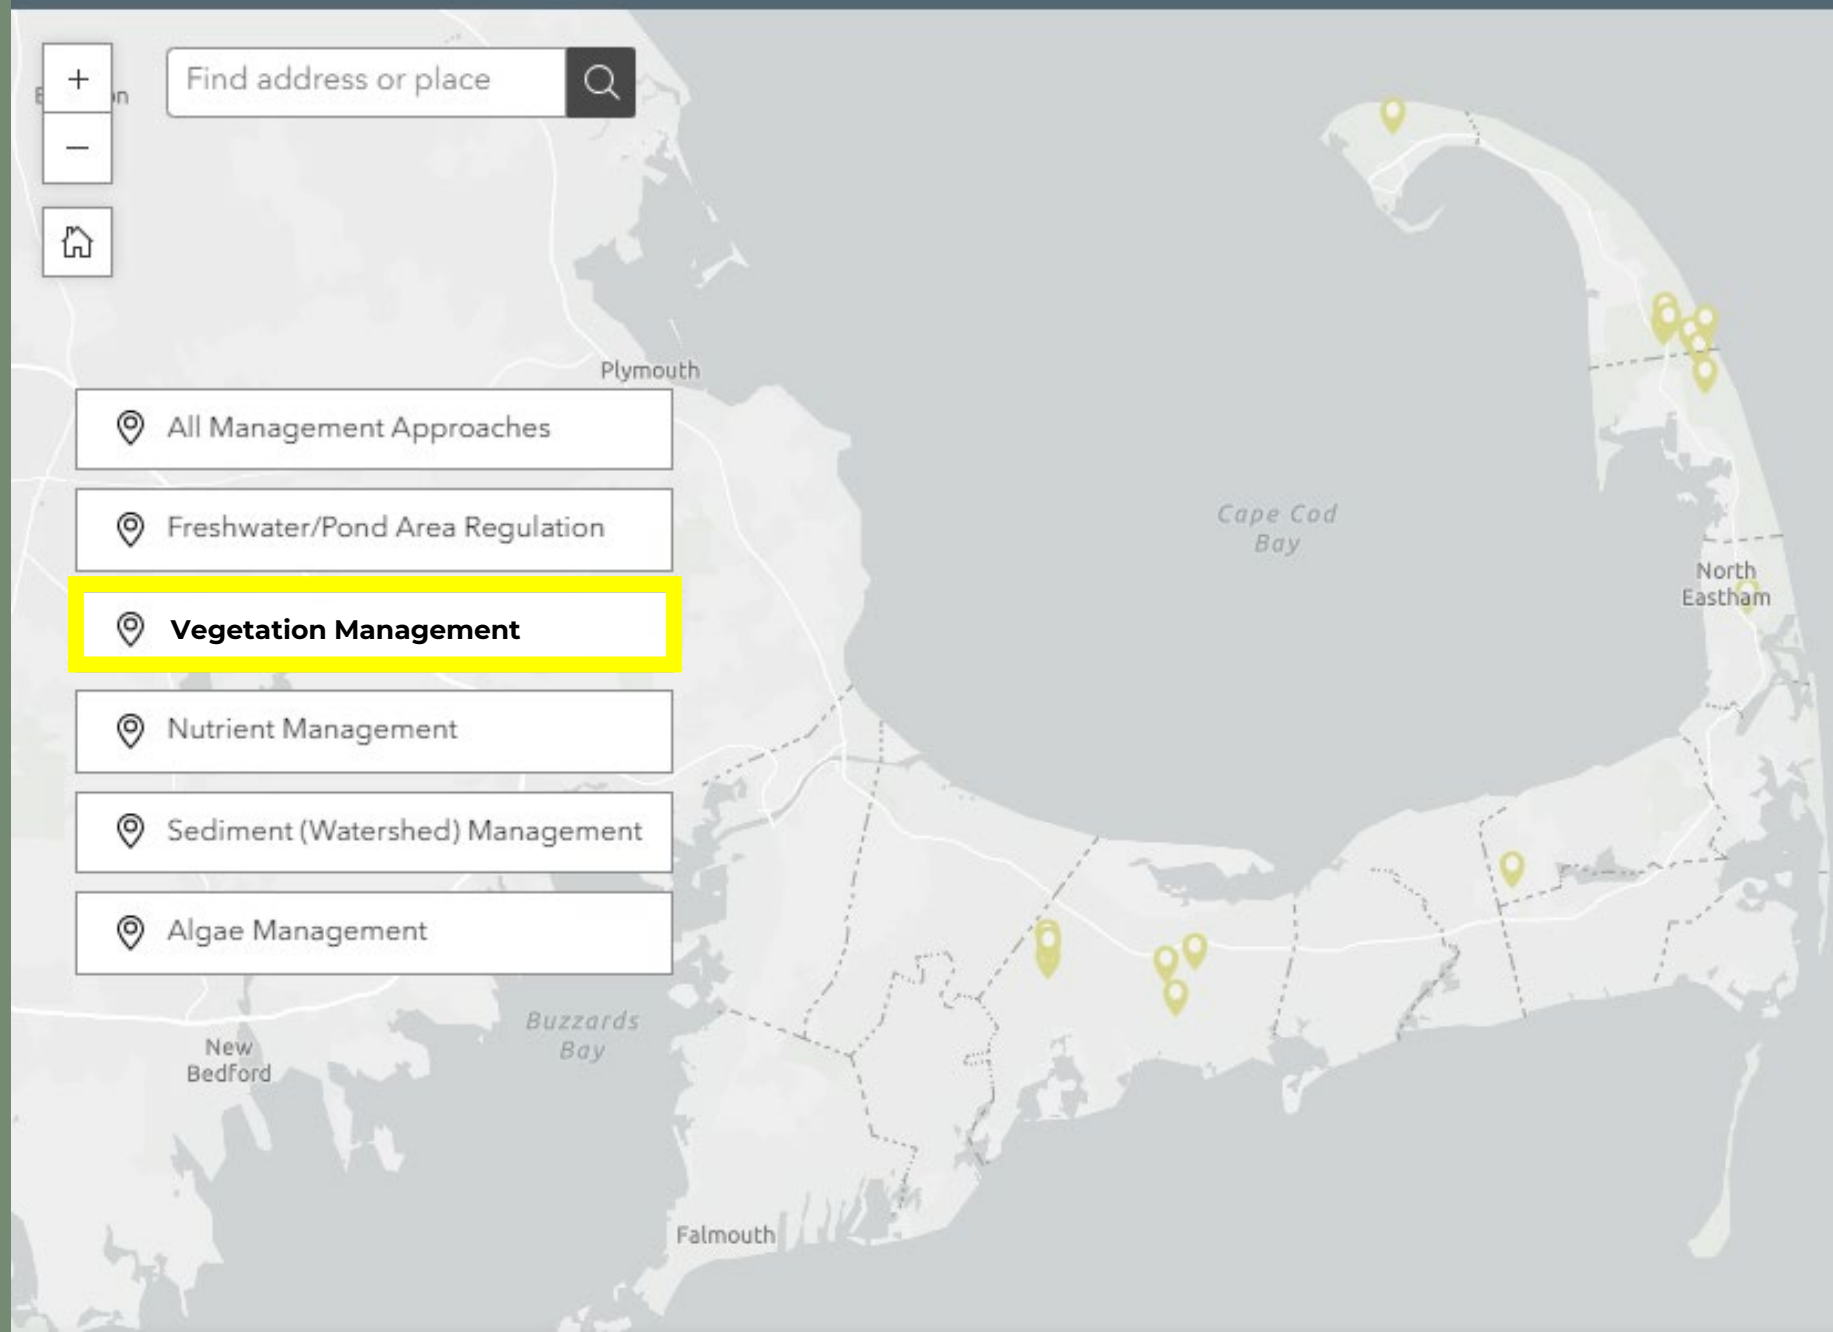 +
Find address or place
−
Plymouth
All Management Approaches
Freshwater/Pond Area Regulation
Vegetation Management
Nutrient Management
Sediment (Watershed) Management
Algae Management
Cape Cod
Bay
North
Eastham
Buzzards
Bay
New
Bedford
Falmouth